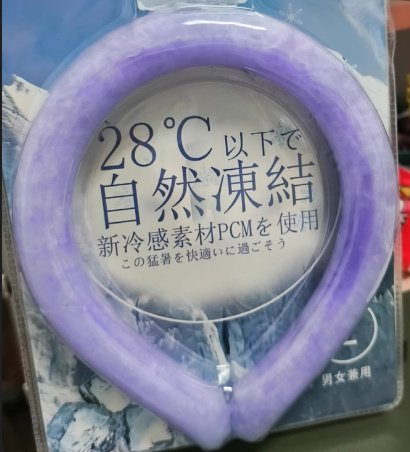 28℃以下で
自然凍結
新冷感素材PCMを使用
この猛暑を快適いに過ごそう
男女兼用